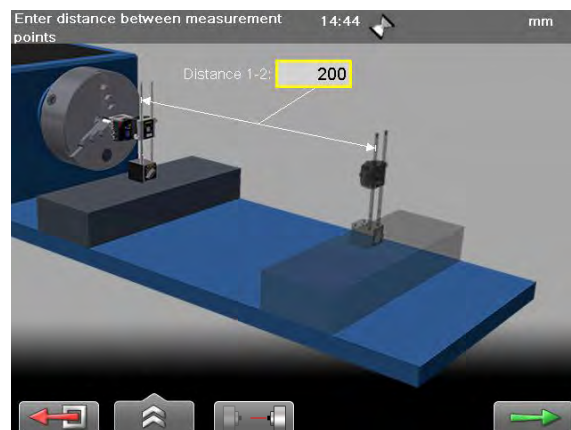 Enter distance between measurement 14:44 mm
points
Distance 1-2: 200